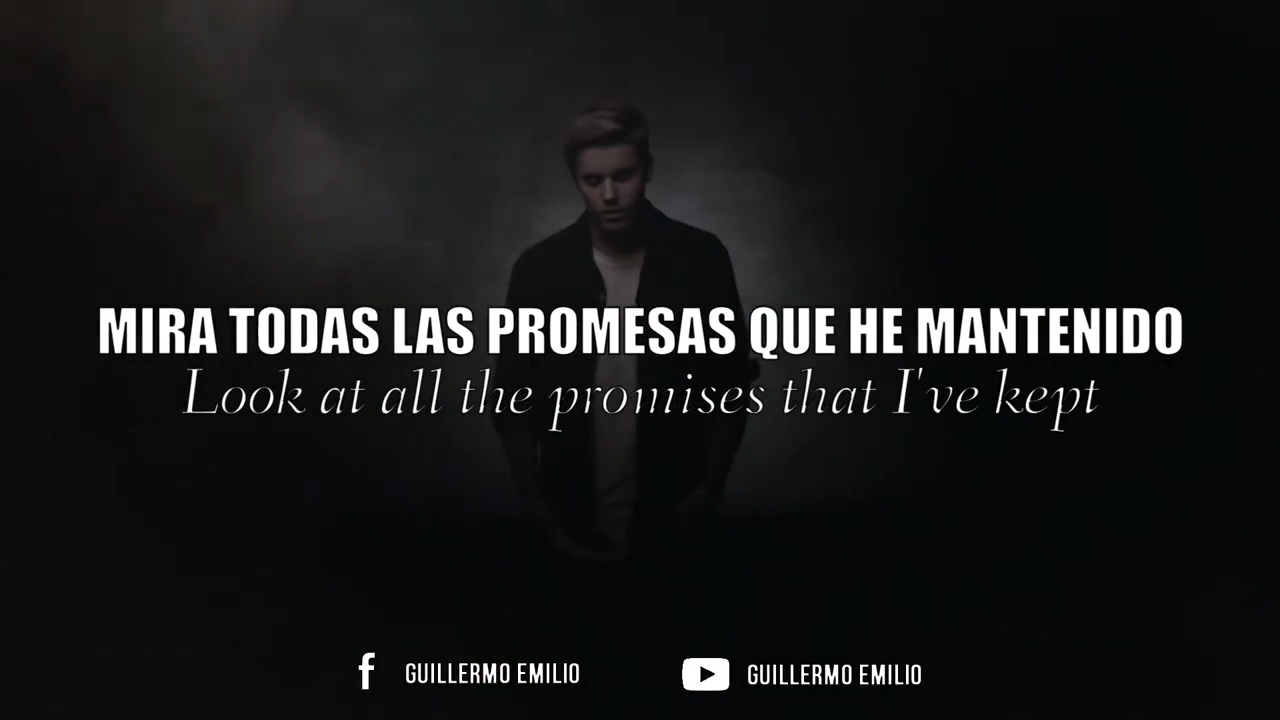 MIRA TODAS LAS PROMESAS QUE HE MANTENIDO
Look at all the promises that I've kept
f GUILLERMO EMILIO GUILLERMO EMILIO